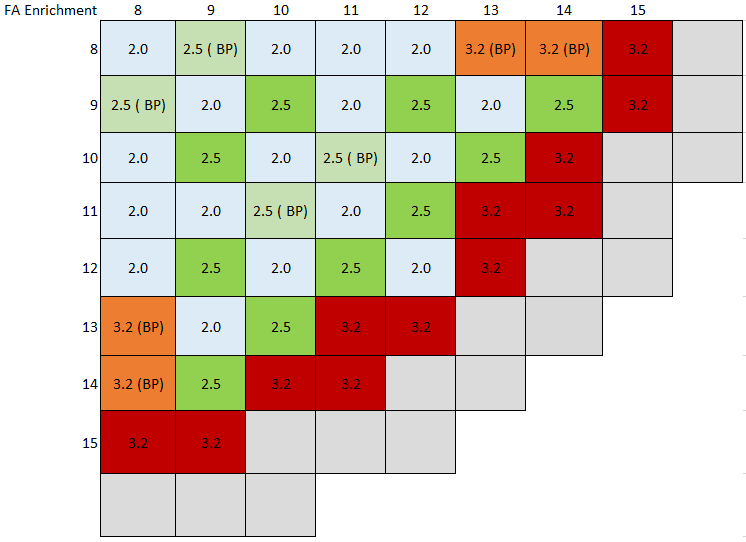 FA Enrichment 8 9 10 11 12 13 14 15
8 2.0 2.5 ( BP) 2.0 2.0 2.0 3.2 (BP) 3.2 (BP) 3.2
9 2.5 ( BP) 2.0 2.5 2.0 2.5 2.0 2.5 3.2
10 2.0 2.5 2.0 2.5 ( BP) 2.0 2.5 3.2
11 2.0 2.0 2.5 ( BP) 2.0 2.5 3.2 3.2
12 2.0 2.5 2.0 2.5 2.0 3.2
13 3.2 (BP) 2.0 2.5 3.2 3.2
14 3.2 (BP) 2.5 3.2 3.2
15 3.2 3.2